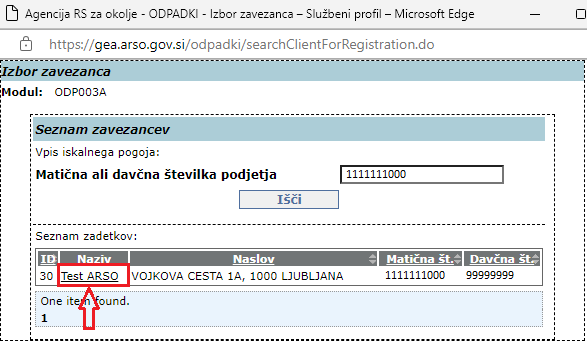 Agencija RS za okolje - ODPADKI - Izbor zavezanca – Službeni profil – Microsoft Edge
https://gea.arso.gov.si/odpadki/searchClientForRegistration.do
Izbor zavezanca
Modul: ODP003A
Seznam zavezancev
Vpis iskalnega pogoja:
Matična ali davčna številka podjetja 1111111000
Išči
Seznam zadetkov:
ID Naziv Naslov Matična št. Davčna št.
30 Test ARSO VOJKOVA CESTA 1A, 1000 LJUBLJANA 1111111000 99999999
One item found.
1